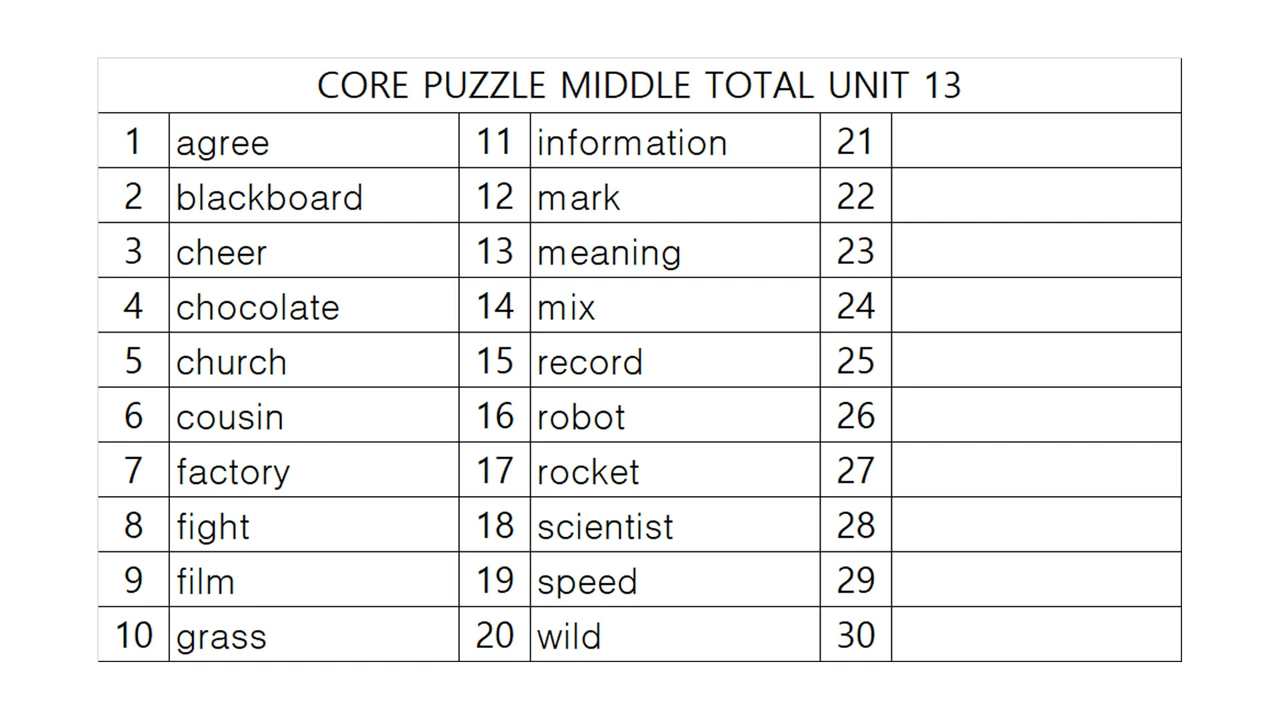 CORE PUZZLE MIDDLE TOTAL UNIT 13
1 agree 11 information 21
2 blackboard 12 mark 22
3 cheer 13 meaning 23
4 chocolate 14 mix 24
5 church 15 record 25
6 cousin 16 robot 26
7 factory 17 rocket 27
8 fight 18 scientist 28
9 film 19 speed 29
10 grass 20 wild 30